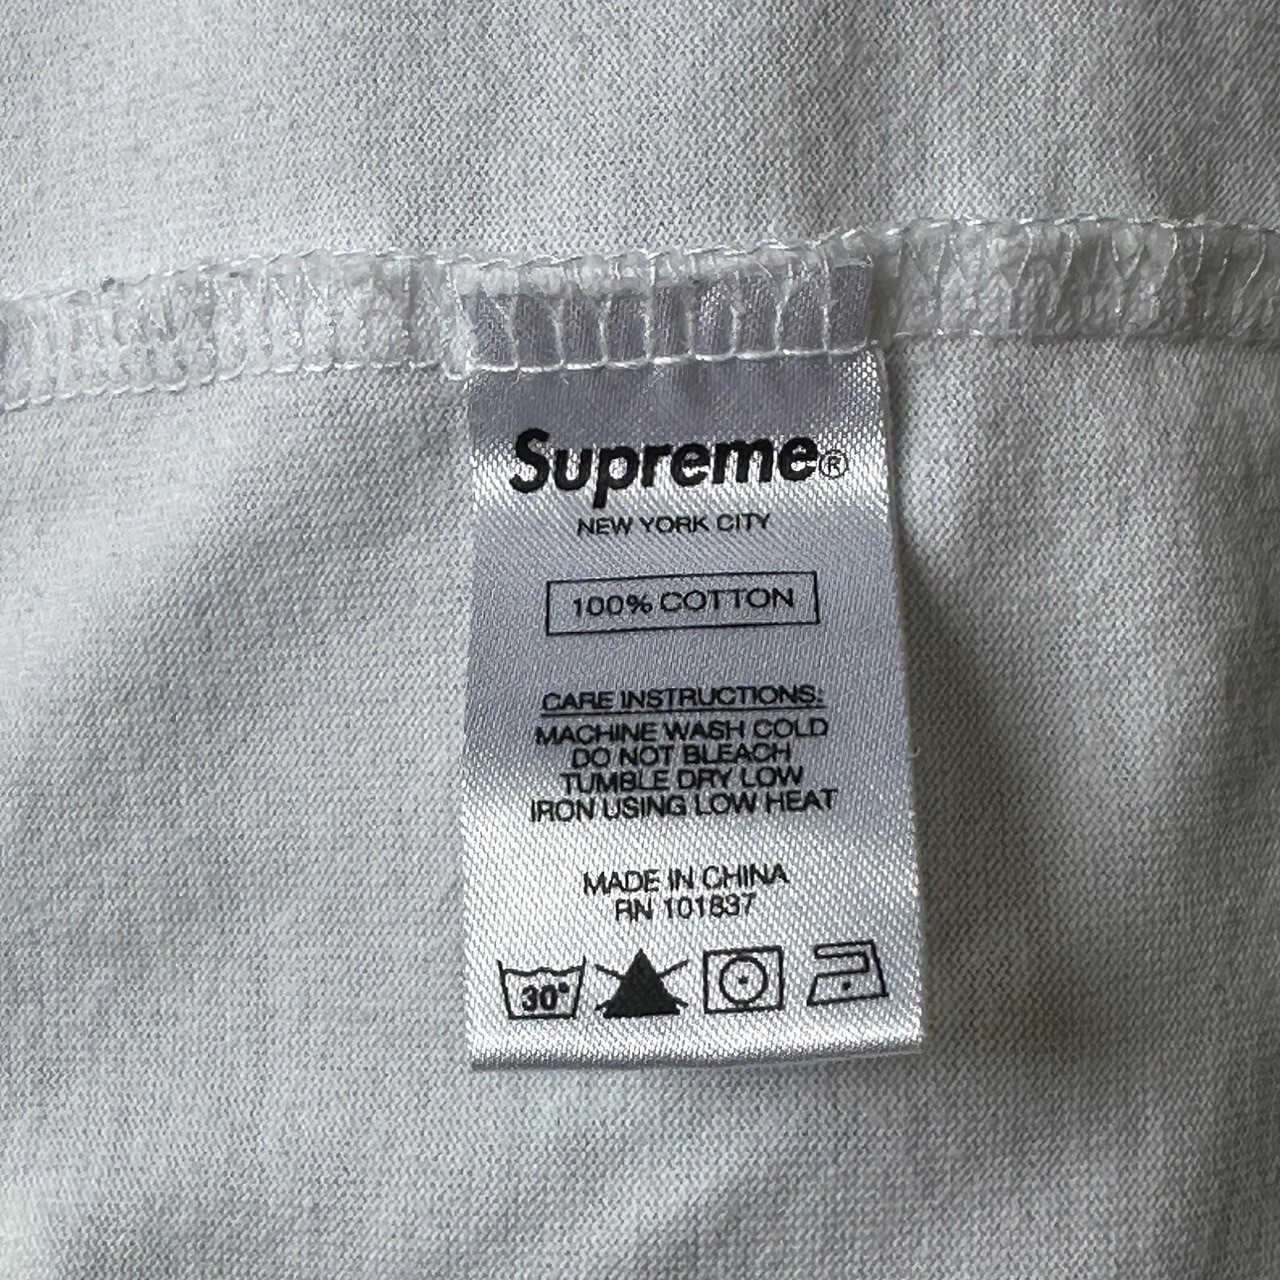 Supreme®
NEW YORK CITY
100% COTTON
CARE INSTRUCTIONS:
MACHINE WASH COLD
DO NOT BLEACH
TUMBLE DRY LOW
IRON USING LOW HEAT
MADE IN CHINA
RN 101837
30°